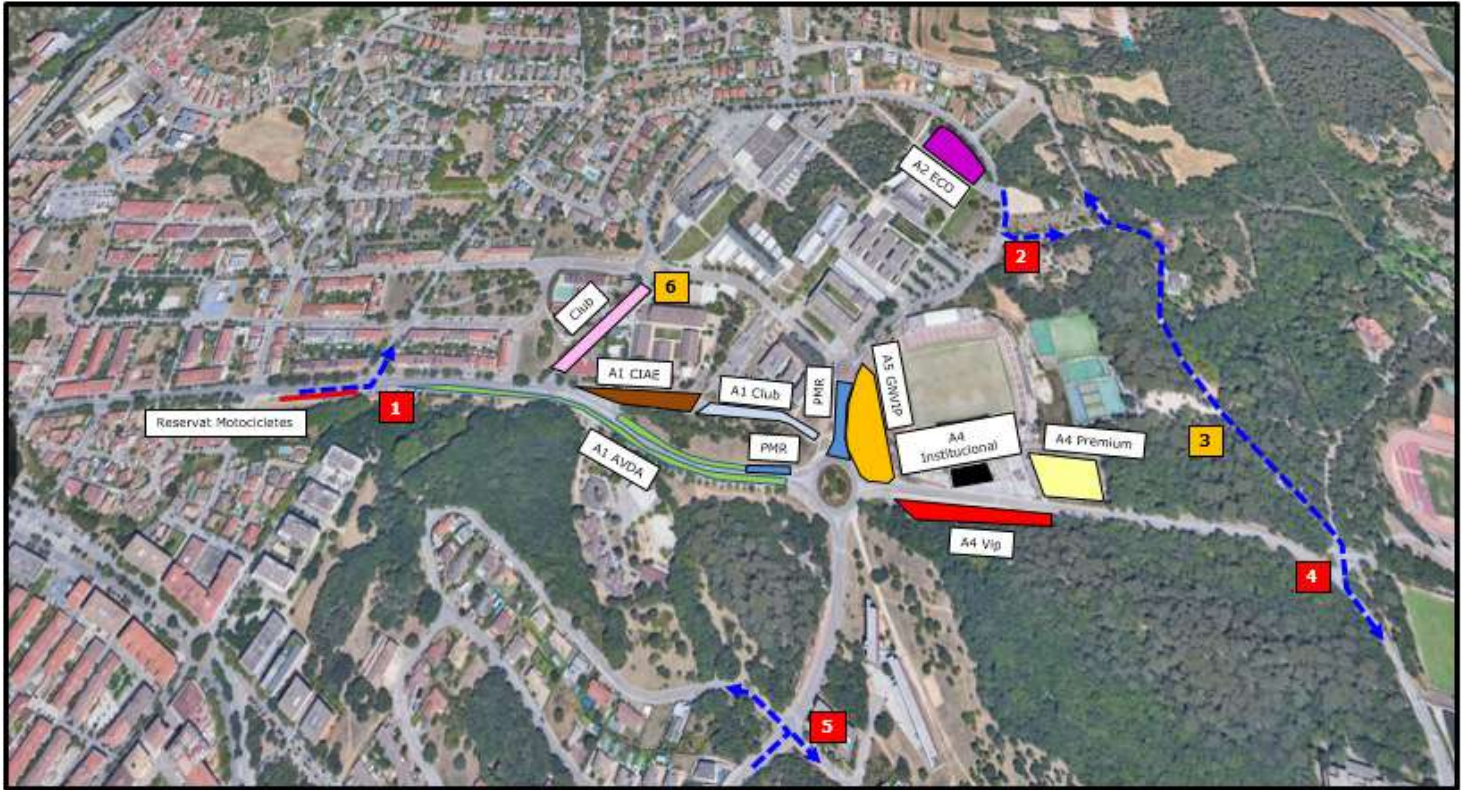 A2 ECO
2
6
Club
A1 CIAE
A1 Club
PMR
A5 GNVIP
A4
Institucional
A4 Premium
3
Reservat Motocicletes
1
A1 AVDA
PMR
A4 Vip
4
5